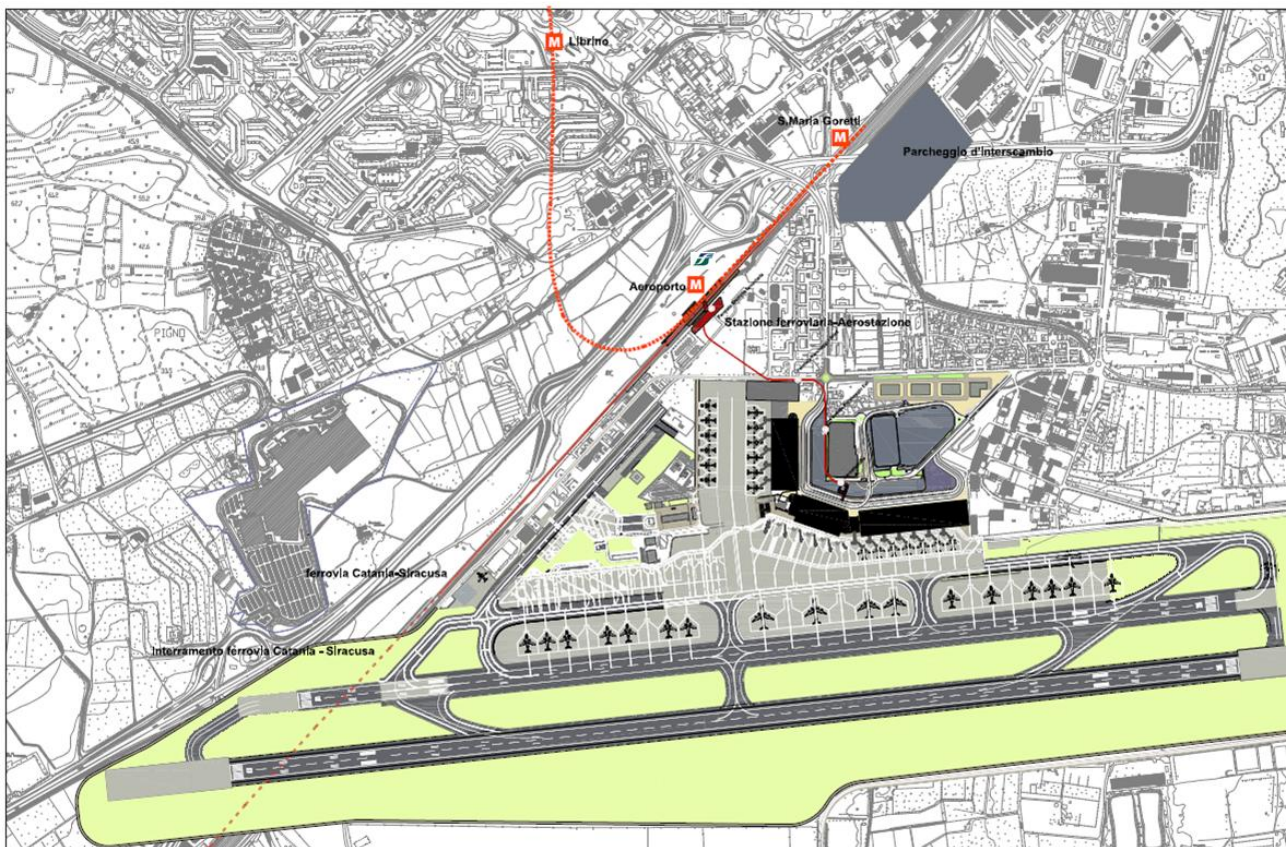 M Librino
S.Maria Goretti
M
Parcheggio d'interscambio
Aeroporto M
Stazione ferroviaria-Aerostazione
PIGNO
ferrovia Catania-Siracusa
Interramento ferrovia Catania - Siracusa